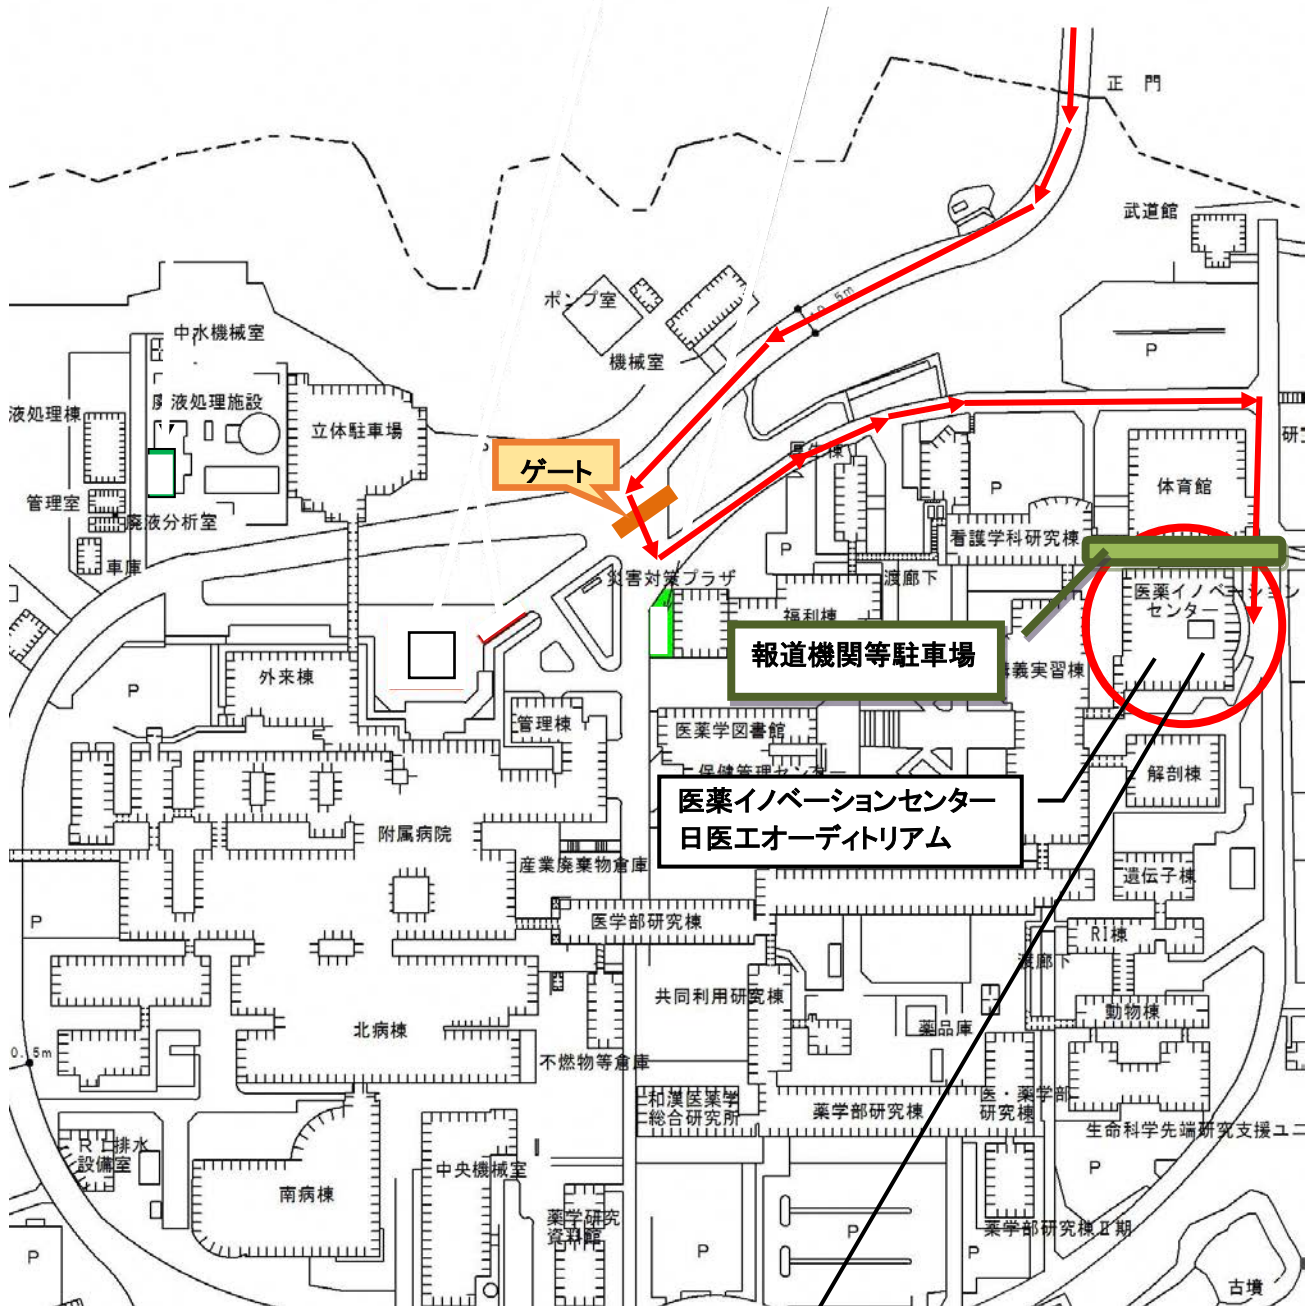 正 門
武道館
ポンプ室
10.5m
中水機械室
機械室
P
廃液処理施設
液処理棟
立体駐車場
P
厚生棟
研究
ゲート
体育館
P
管理室
廃液分析室
看護学科研究棟
P
車庫
災害対策プラザ
渡廊下
医薬イノベーション
センター
福利棟
報道機関等駐車場
講義実習棟
外来棟
P
管理棟
医薬学図書館
保健管理センター
解剖棟
医薬イノベーションセンター
日医工オーディトリアム
附属病院
産業廃棄物倉庫
遺伝子棟
P
医学部研究棟
RI棟
渡廊下
共同利用研究棟
薬品庫
動物棟
北病棟
0.5m
不燃物等倉庫
和漢医薬学
総合研究所
薬学部研究棟
医・薬学部
研究棟
生命科学先端研究支援ユニ
RI排水
設備室
中央機械室
P
南病棟
薬学研究
資料館
薬学部研究棟Ⅱ期
P
P
P
P
古墳